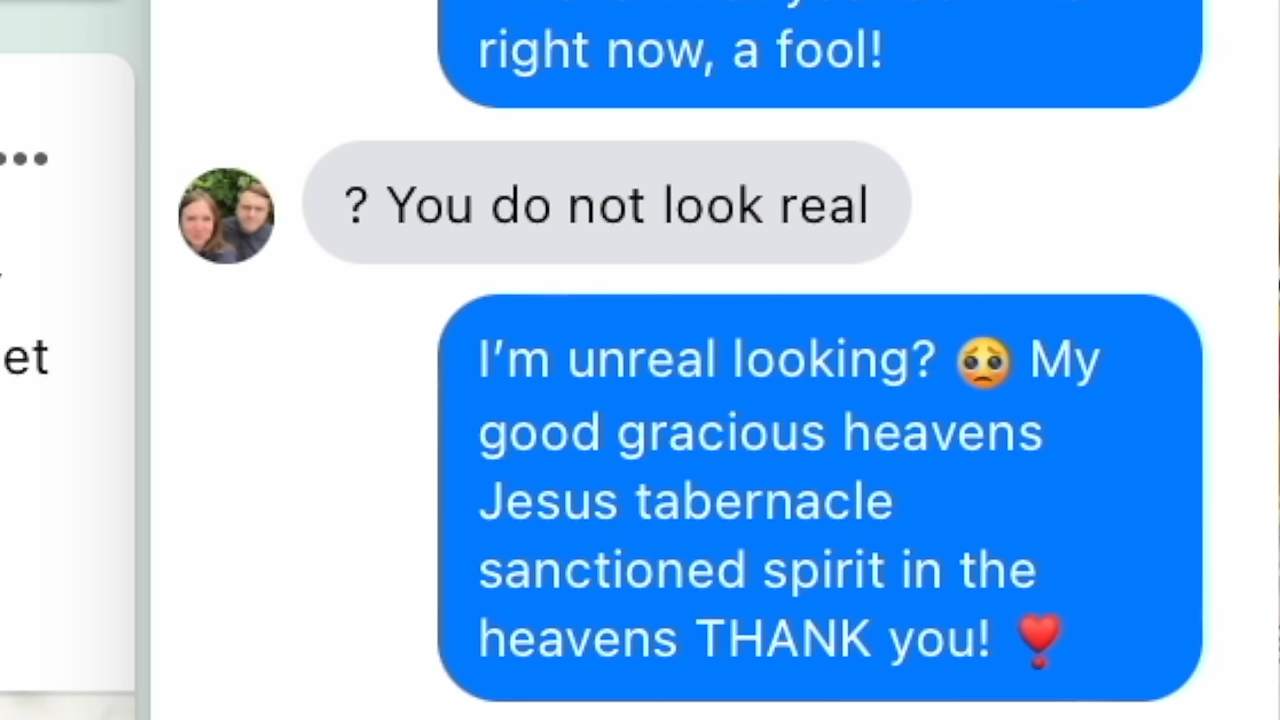 right now, a fool!
? You do not look real
et
I’m unreal looking? 🥺 My
good gracious heavens
Jesus tabernacle
sanctioned spirit in the
heavens THANK you! ❣️